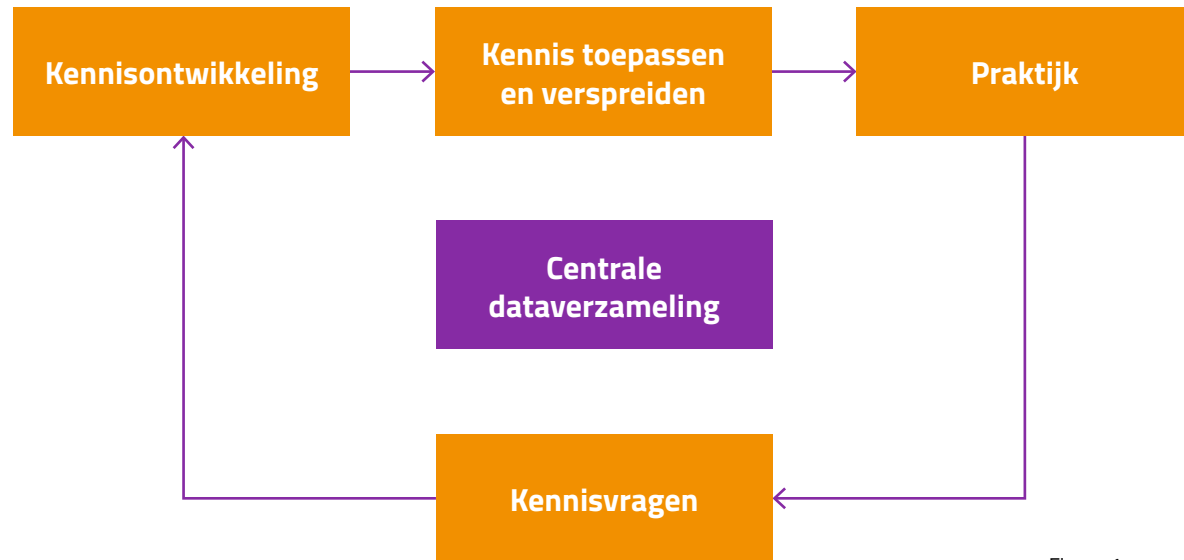 Kennisontwikkeling
Kennis toepassen
en verspreiden
Praktijk
Centrale
dataverzameling
Kennisvragen